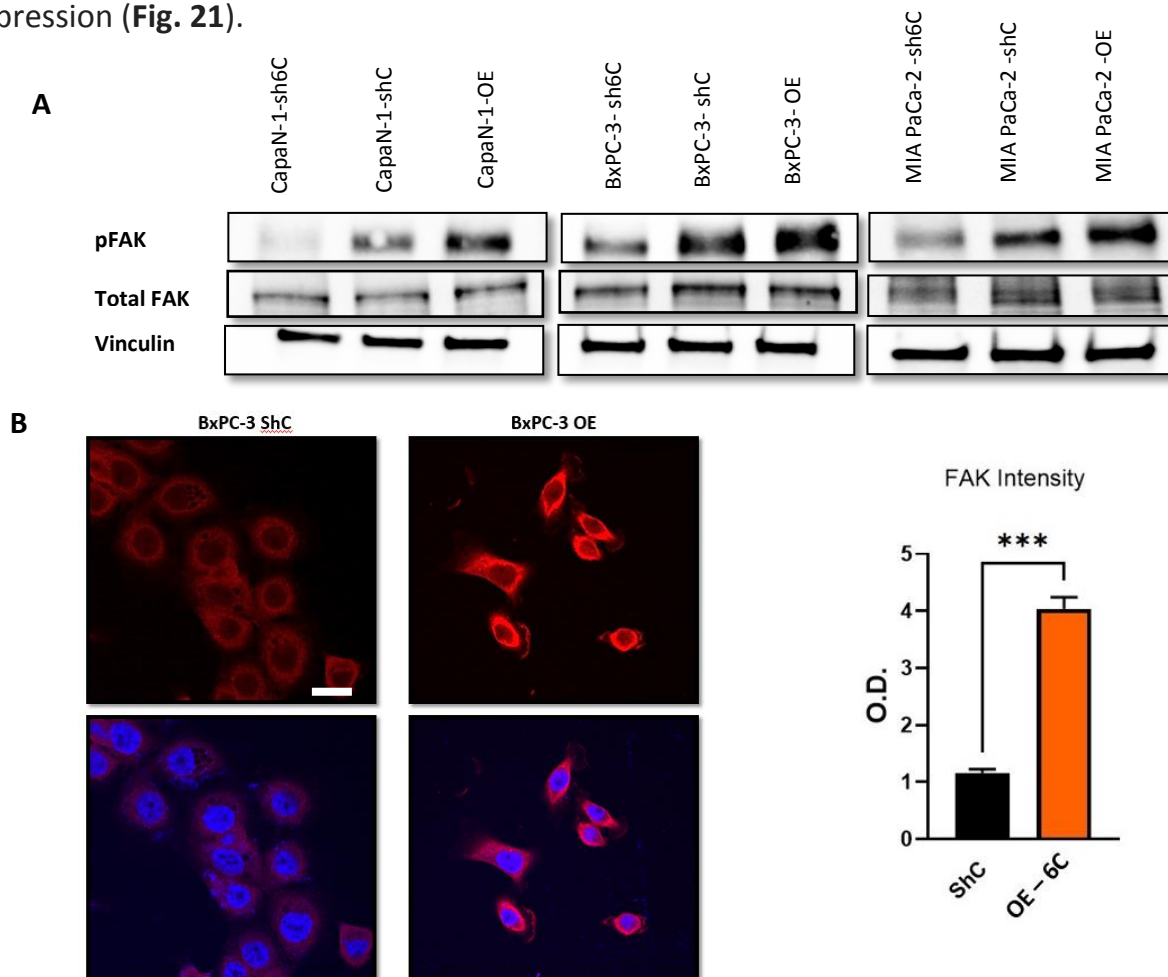 pression (Fig. 21).
A
CapaN-1-sh6C
CapaN-1-shC
CapaN-1-OE
BxPC-3- sh6C
BxPC-3- shC
BxPC-3- OE
MIA PaCa-2 -sh6C
MIA PaCa-2 -shC
MIA PaCa-2 -OE
pFAK
Total FAK
Vinculin
B
BxPC-3 ShC
BxPC-3 OE
FAK Intensity
***
5
4
3
2
1
0
O.D.
ShC
OE – 6C